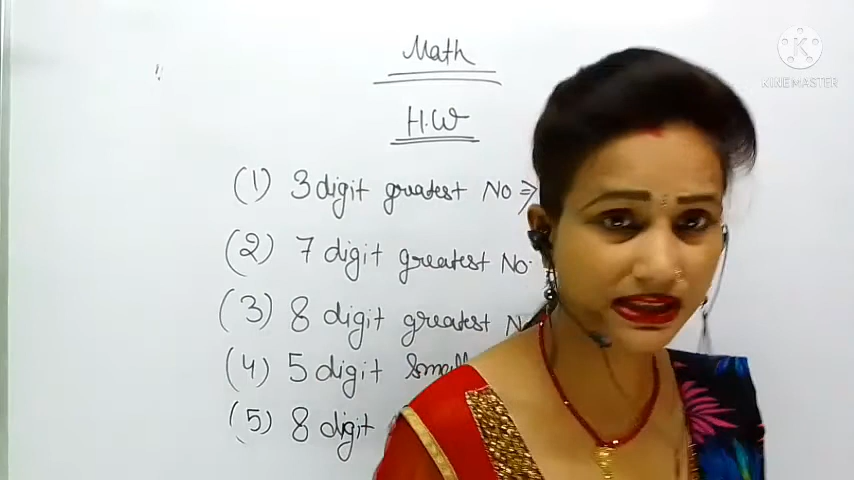 KINEMASTER
Math
H.W
(1) 3 digit greatest No ⇒
(2) 7 digit greatest No.
(3) 8 digit greatest
(4) 5 digit
(5) 8 digit